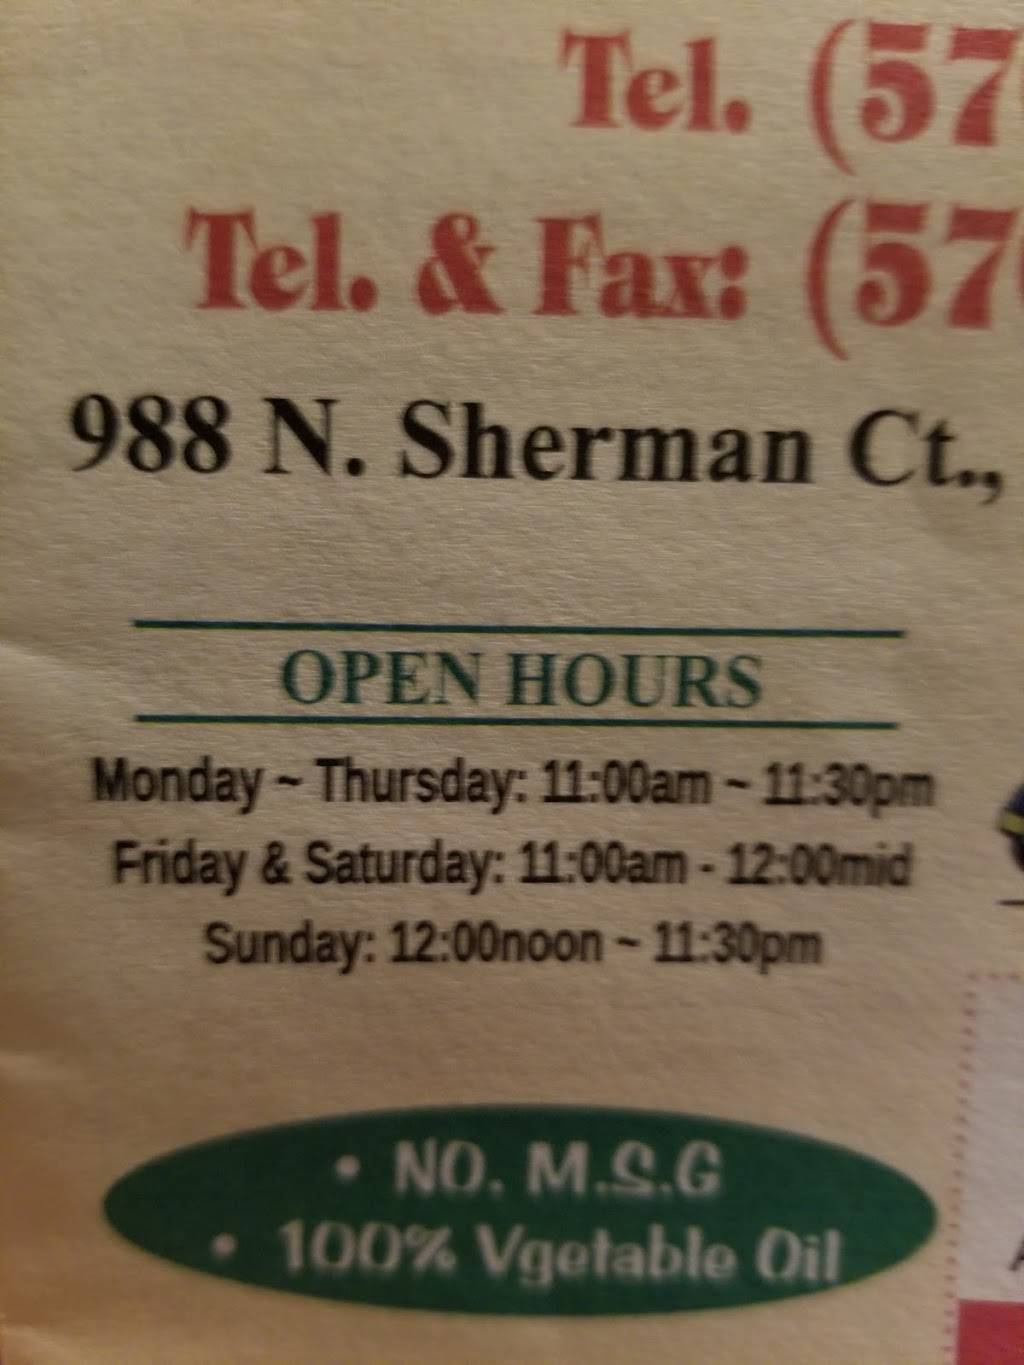 Tel. (57
Tel. & Fax: (57
988 N. Sherman Ct.,
OPEN HOURS
Monday ~ Thursday: 11:00am ~ 11:30pm
Friday & Saturday: 11:00am - 12:00mid
Sunday: 12:00noon ~ 11:30pm
• NO. M.S.G
• 100% Vgetable Oil